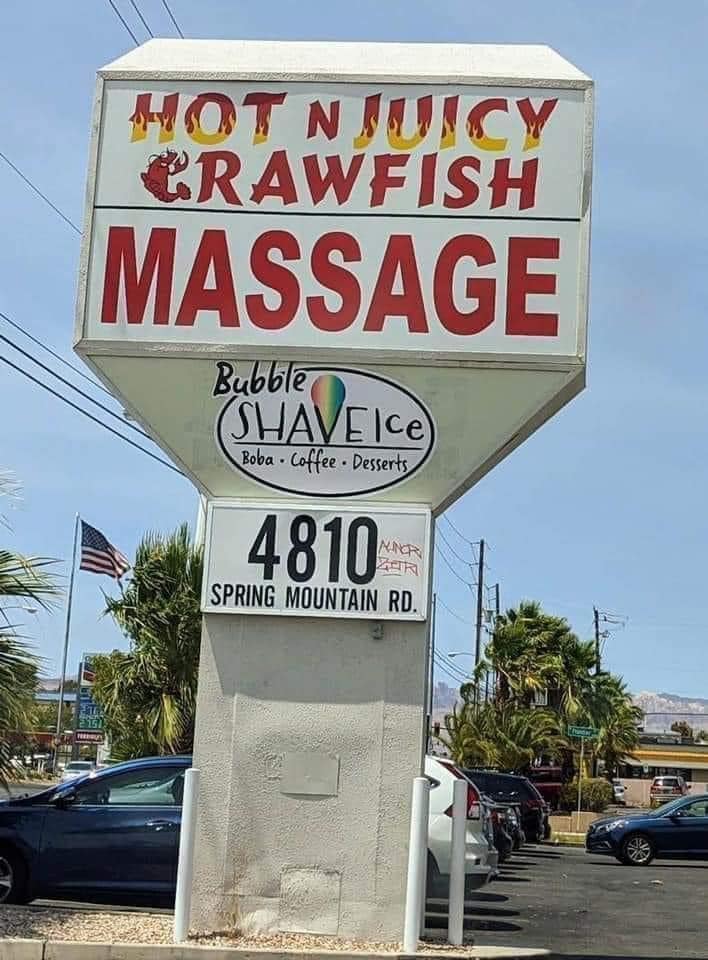 HOT N JUICY
CRAWFISH
MASSAGE
Bubble
SHAVE Ice
Boba • Coffee • Desserts
4810
SPRING MOUNTAIN RD.